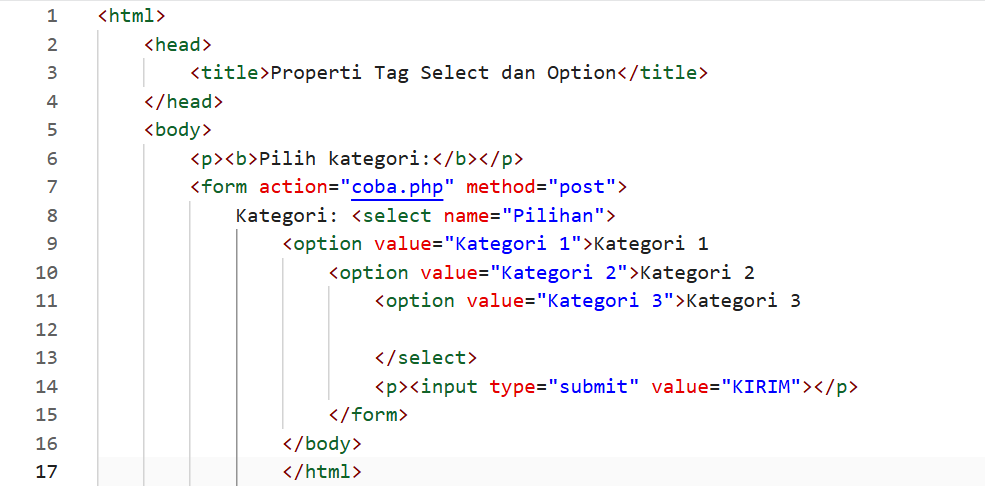 1 <html>
2 <head>
3 <title>Properti Tag Select dan Option</title>
4 </head>
5 <body>
6 <p><b>Pilih kategori:</b></p>
7 <form action="coba.php" method="post">
8 Kategori: <select name="Pilihan">
9 <option value="Kategori 1">Kategori 1
10 <option value="Kategori 2">Kategori 2
11 <option value="Kategori 3">Kategori 3
12
13 </select>
14 <p><input type="submit" value="KIRIM"></p>
15 </form>
16 </body>
17 </html>